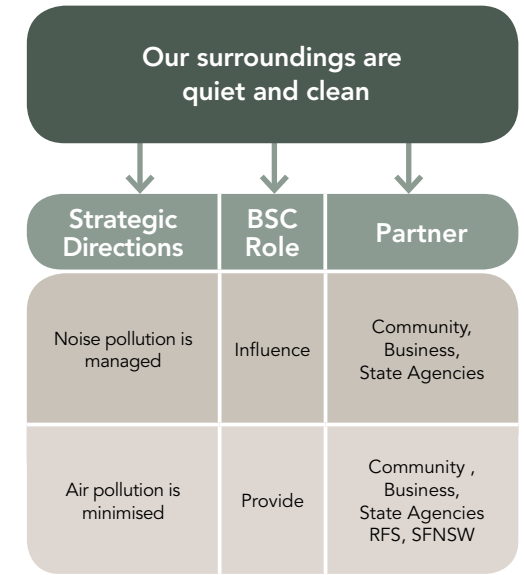 Our surroundings are
quiet and clean
Strategic
Directions
BSC
Role
Partner
Noise pollution is
managed
Influence
Community,
Business,
State Agencies
Air pollution is
minimised
Provide
Community ,
Business,
State Agencies
RFS, SFNSW